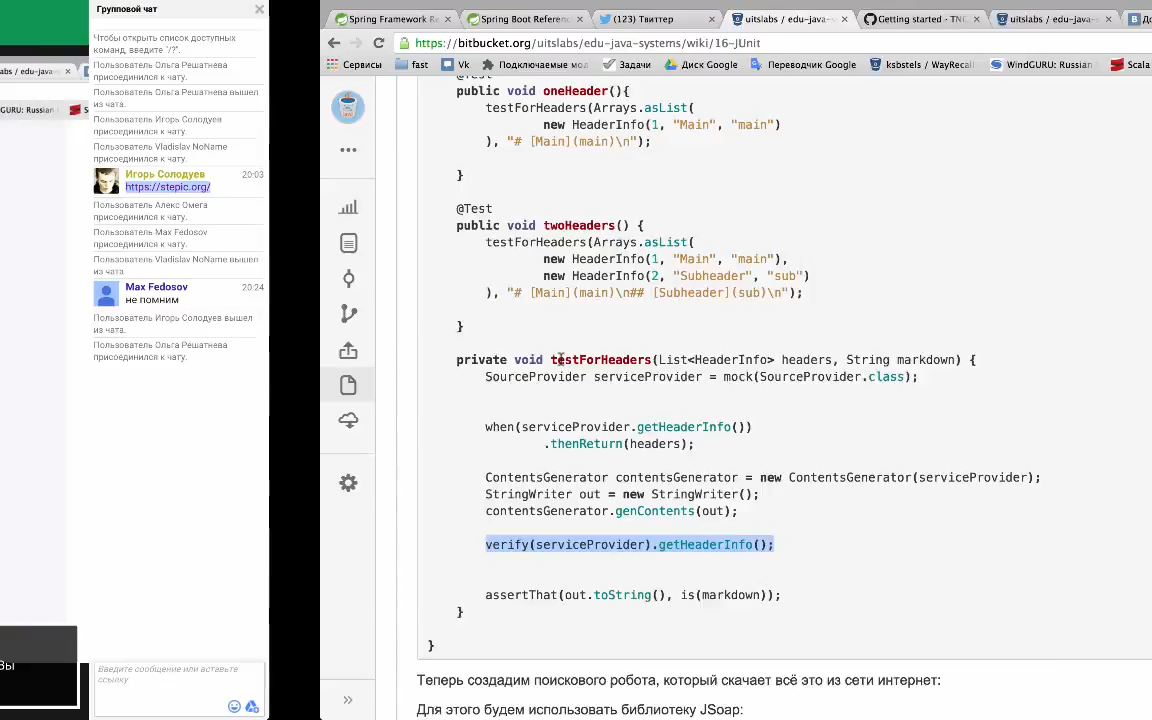 Групповой чат
Чтобы открыть список доступных
команд, введите "/?".
Пользователь Ольга Решатнева
присоединился к чату.
Пользователь Ольга Решатнева вышел
из чата.
Пользователь Игорь Солодуев
присоединился к чату.
Пользователь Vladislav NoName
присоединился к чату.
Игорь Солодуев 20:03
https://stepic.org/
Пользователь Алекс Омега
присоединился к чату.
Пользователь Max Fedosov
присоединился к чату.
Пользователь Vladislav NoName вышел
из чата
Max Fedosov 20:24
не помним
Пользователь Игорь Солодуев вышел
из чата.
Пользователь Ольга Решатнева
присоединился к чату.
Введите сообщение или вставьте
ссылку
abs / edu-java-
GURU: Russian
Spring Framework Re
Spring Boot Referenc
(123) Твиттер
uitslabs / edu-java-s
Getting started · TNG
uitslabs / edu-java-s
https://bitbucket.org/uitslabs/edu-java-systems/wiki/16-JUnit
Сервисы fast Vk Подключаемые мод Задачи Диск Google Переводчик Google ksbstels / WayRecall WindGURU: Russian Scala
@Test
public void oneHeader(){
testForHeaders(Arrays.asList(
new HeaderInfo(1, "Main", "main")
), "# [Main](main)\n");
}
@Test
public void twoHeaders() {
testForHeaders(Arrays.asList(
new HeaderInfo(1, "Main", "main"),
new HeaderInfo(2, "Subheader", "sub")
), "# [Main](main)\n## [Subheader](sub)\n");
}
private void testForHeaders(List<HeaderInfo> headers, String markdown) {
SourceProvider serviceProvider = mock(SourceProvider.class);
when(serviceProvider.getHeaderInfo())
.thenReturn(headers);
ContentsGenerator contentsGenerator = new ContentsGenerator(serviceProvider);
StringWriter out = new StringWriter();
contentsGenerator.genContents(out);
verify(serviceProvider).getHeaderInfo();
assertThat(out.toString(), is(markdown));
}
}
Теперь создадим поискового робота, который скачает всё это из сети интернет:
Для этого будем использовать библиотеку JSoap: